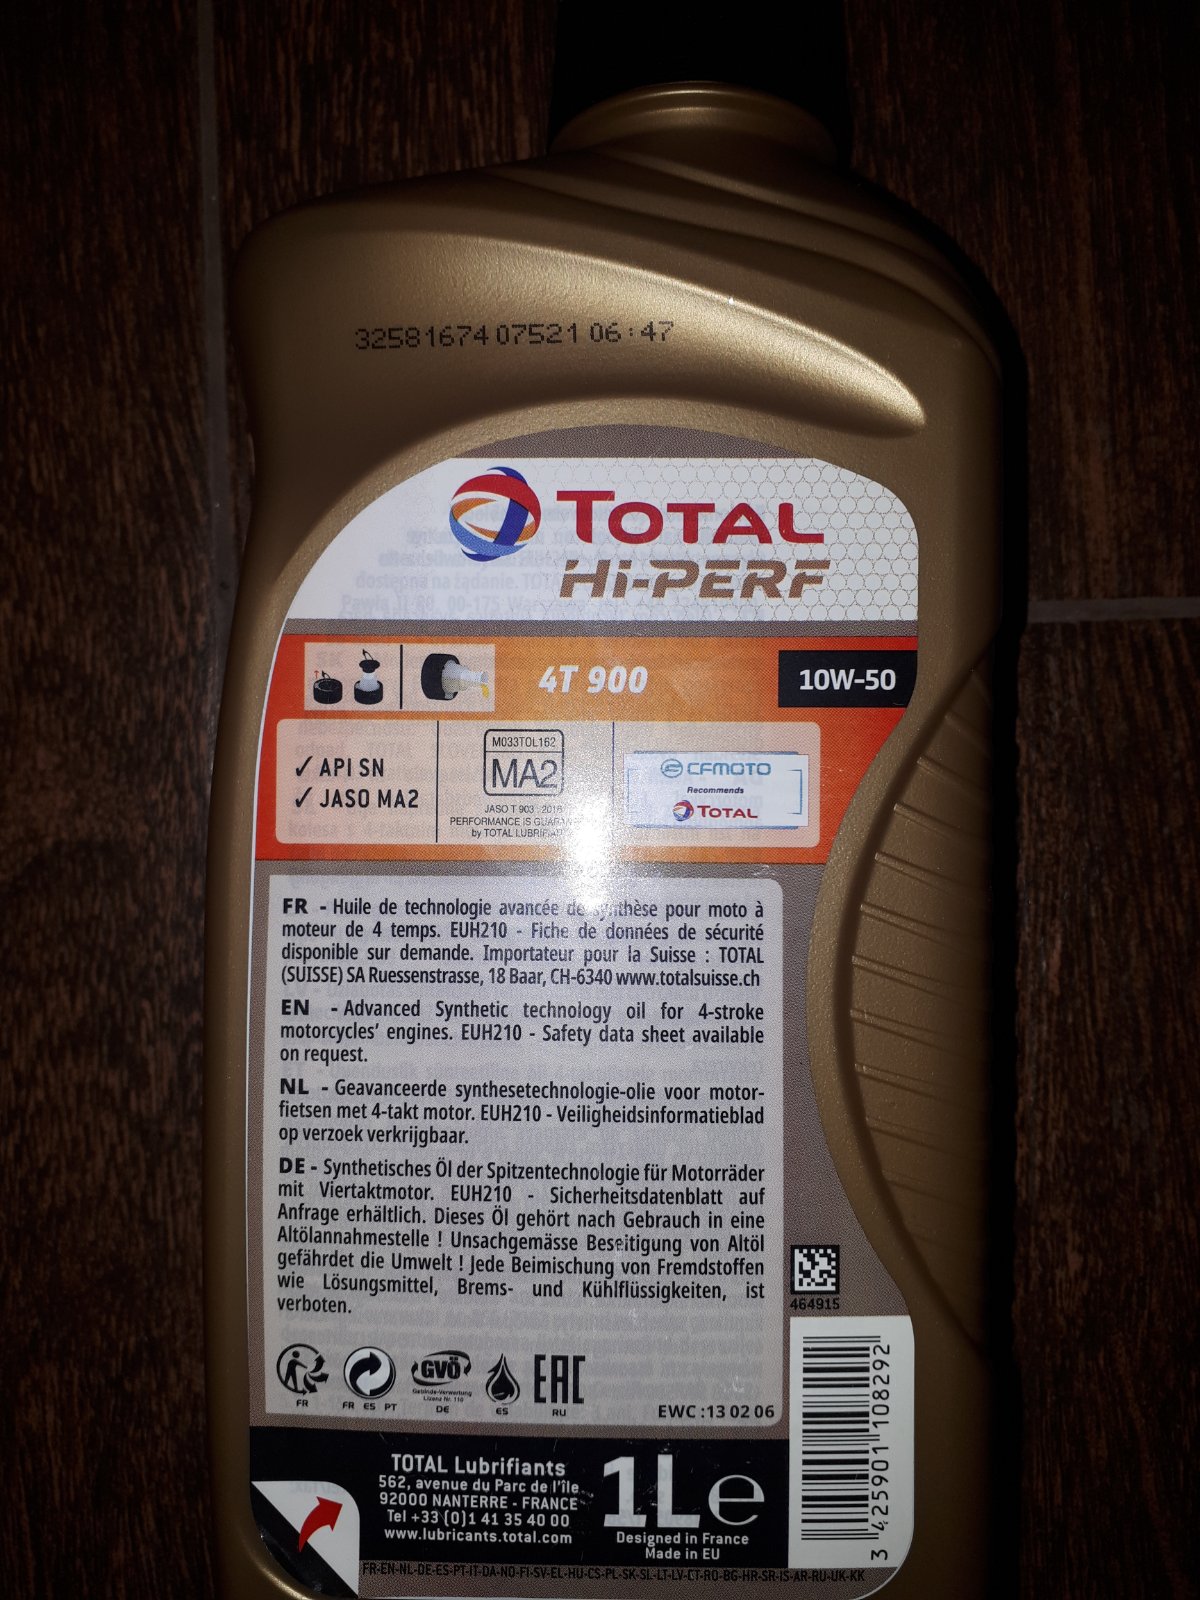 32581674 07521 06:47
TOTAL
Hi-PERF
4T 900
10W-50
✓ API SN
✓ JASO MA2
M033TOL162
MA2
JASO T 903 : 2016
PERFORMANCE IS
by TOTAL
CFMOTO
Recommends
TOTAL
FR - Huile de technologie avancée de synthèse pour moto à
moteur de 4 temps. EUH210 - Fiche de données de sécurité
disponible sur demande. Importateur pour la Suisse : TOTAL
(SUISSE) SA Ruessenstrasse, 18 Baar, CH-6340 www.totalsuisse.ch
EN - Advanced Synthetic technology oil for 4-stroke
motorcycles' engines. EUH210 - Safety data sheet available
on request.
NL - Geavanceerde synthesetechnologie-olie voor motor-
fietsen met 4-takt motor. EUH210 - Veiligheidsinformatieblad
op verzoek verkrijgbaar.
DE - Synthetisches Öl der Spitzentechnologie für Motorräder
mit Viertaktmotor. EUH210 - Sicherheitsdatenblatt auf
Anfrage erhältlich. Dieses Öl gehört nach Gebrauch in eine
Altölannahmestelle ! Unsachgemässe Beseitigung von Altöl
gefährdet die Umwelt ! Jede Beimischung von Fremdstoffen
wie Lösungsmittel, Brems- und Kühlflüssigkeiten, ist
verboten.
464915
FR
FR ES PT
GVÖ
Gebinde-Verwertung
Lizenz Nr. 110
DE
ES
EAC
RU
EWC :13 02 06
TOTAL Lubrifiants
562, avenue du Parc de l'île
92000 NANTERRE - FRANCE
Tel +33 (0)1 41 35 40 00
www.lubricants.total.com
1L e
Designed in France
Made in EU
3 425901 108292
FR-EN-NL-DE-ES-PT-IT-DA-NO-FI-SV-EL-HU-CS-PL-SK-SL-LT-LV-ET-RO-BG-HR-SR-IS-AR-RU-UK-KK